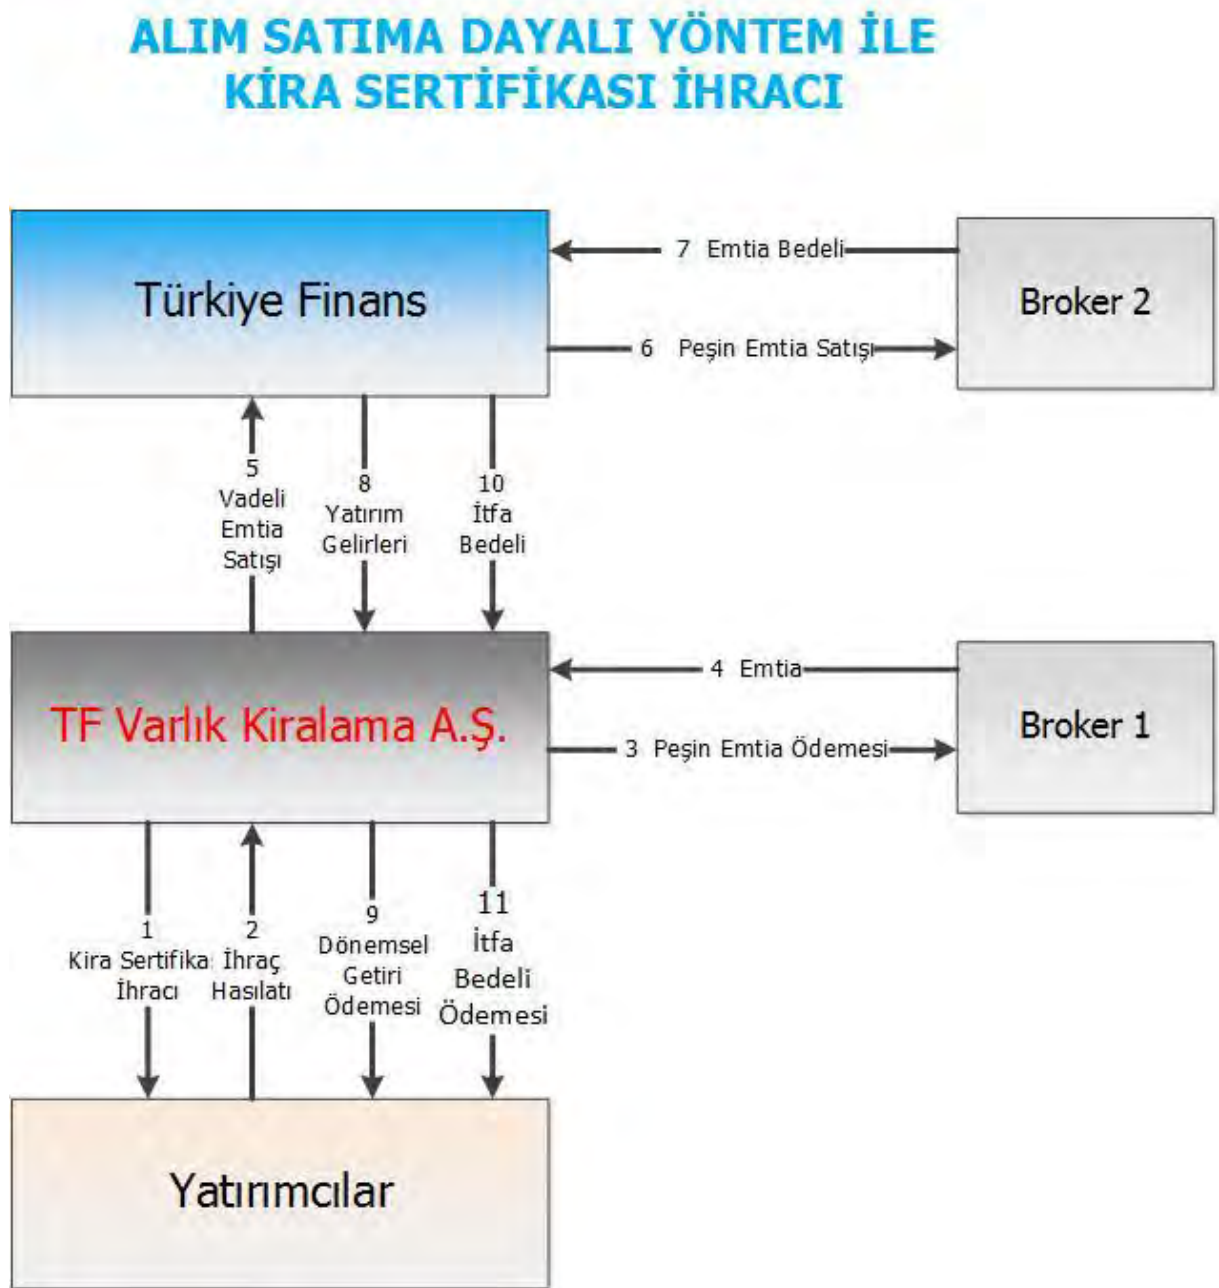 ALIM SATIMA DAYALI YÖNTEM İLE
KİRA SERTİFİKASI İHRACI
Türkiye Finans
7 Emtia Bedeli
6 Peşin Emtia Satışı
Broker 2
5
Vadeli
Emtia
Satışı
8
Yatırım
Gelirleri
10
İtfa
Bedeli
TF Varlık Kiralama A.Ş.
4 Emtia
3 Peşin Emtia Ödemesi
Broker 1
1
Kira Sertifika
İhracı
2
İhraç
Hasılatı
9
Dönemsel
Getiri
Ödemesi
11
İtfa
Bedeli
Ödemesi
Yatırımcılar